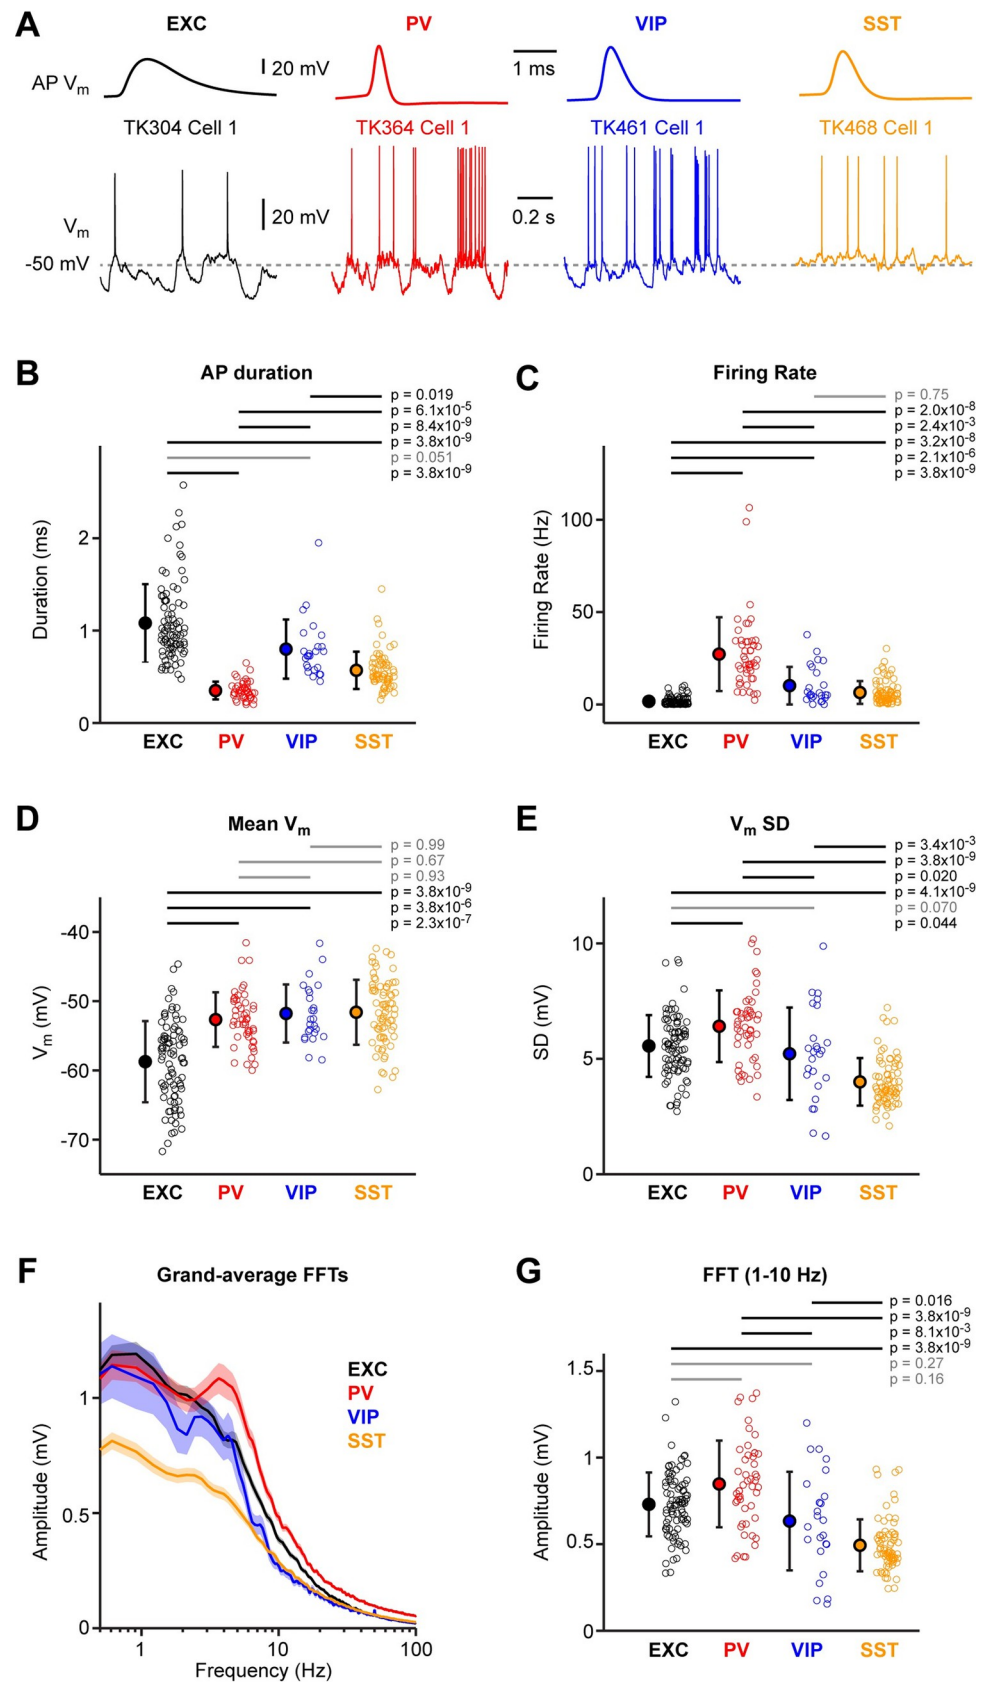 A
EXC
PV
VIP
SST
AP Vm
20 mV
1 ms
TK304 Cell 1
TK364 Cell 1
TK461 Cell 1
TK468 Cell 1
Vm
20 mV
0.2 s
-50 mV
B
AP duration
p = 0.019
p = 6.1x10-5
p = 8.4x10-9
p = 3.8x10-9
p = 0.051
p = 3.8x10-9
Duration (ms)
2
1
0
EXC
PV
VIP
SST
C
Firing Rate
p = 0.75
p = 2.0x10-8
p = 2.4x10-3
p = 3.2x10-8
p = 2.1x10-6
p = 3.8x10-9
Firing Rate (Hz)
100
50
0
EXC
PV
VIP
SST
D
Mean Vm
p = 0.99
p = 0.67
p = 0.93
p = 3.8x10-9
p = 3.8x10-6
p = 2.3x10-7
Vm (mV)
-40
-50
-60
-70
EXC
PV
VIP
SST
E
Vm SD
p = 3.4x10-3
p = 3.8x10-9
p = 0.020
p = 4.1x10-9
p = 0.070
p = 0.044
SD (mV)
10
5
0
EXC
PV
VIP
SST
F
Grand-average FFTs
EXC
PV
VIP
SST
Amplitude (mV)
1
0.5
0
1
10
100
Frequency (Hz)
G
FFT (1-10 Hz)
p = 0.016
p = 3.8x10-9
p = 8.1x10-3
p = 3.8x10-9
p = 0.27
p = 0.16
Amplitude (mV)
1.5
1
0.5
0
EXC
PV
VIP
SST